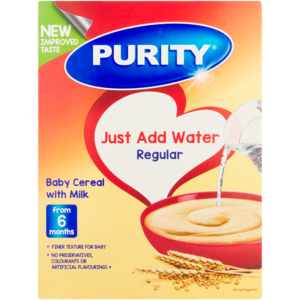 NEW
IMPROVED
TASTE
PURITY
Just Add Water
Regular
Baby Cereal
with Milk
From
6
months
• FINER TEXTURE FOR BABY
• NO PRESERVATIVES,
COLOURANTS OR
ARTIFICIAL FLAVOURINGS +